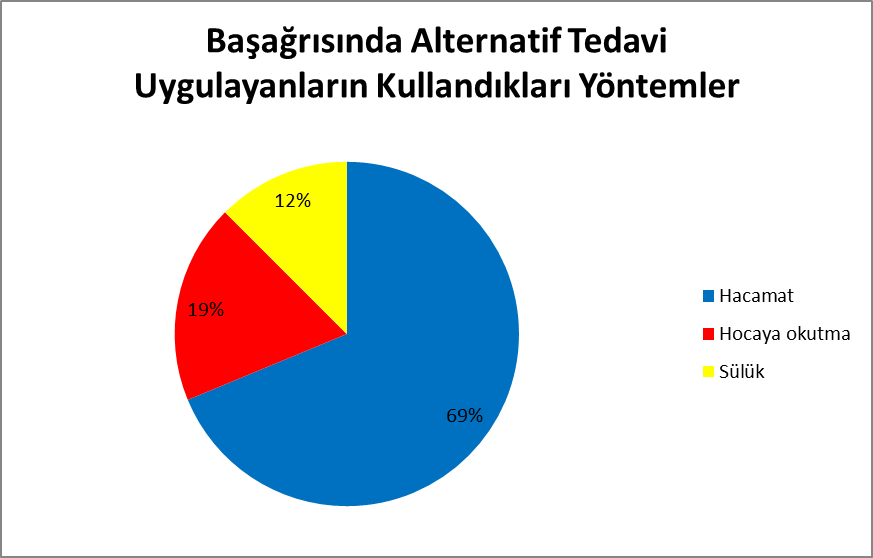 Başağrısında Alternatif Tedavi
Uygulayanların Kullandıkları Yöntemler
12%
19%
69%
Hacamat
Hocaya okutma
Sülük